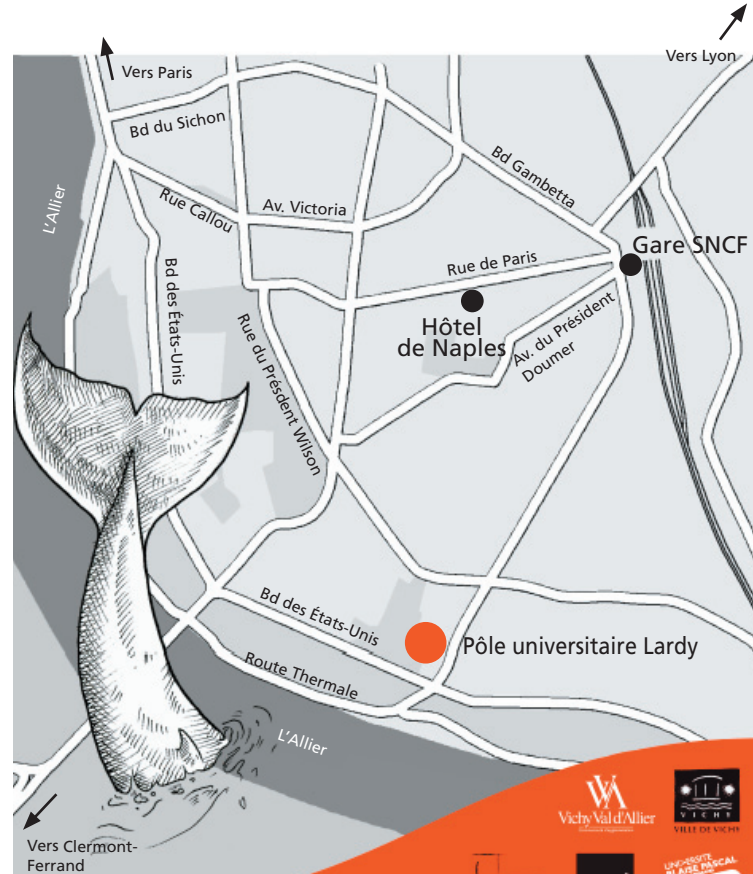 Vers Paris
Vers Lyon
Bd du Sichon
Bd Gambetta
L'Allier
Rue Callou
Av. Victoria
Gare SNCF
Rue de Paris
Bd des États-Unis
Hôtel
de Naples
Av. du Président
Doumer
Rue du Présdent Wilson
Bd des États-Unis
Pôle universitaire Lardy
Route Thermale
L'Allier
Vers Clermont-
Ferrand
Vichy Val d'Allier
VICHY
VILLE DE VICHY
UNIVERSITE
BLAISE PASCAL